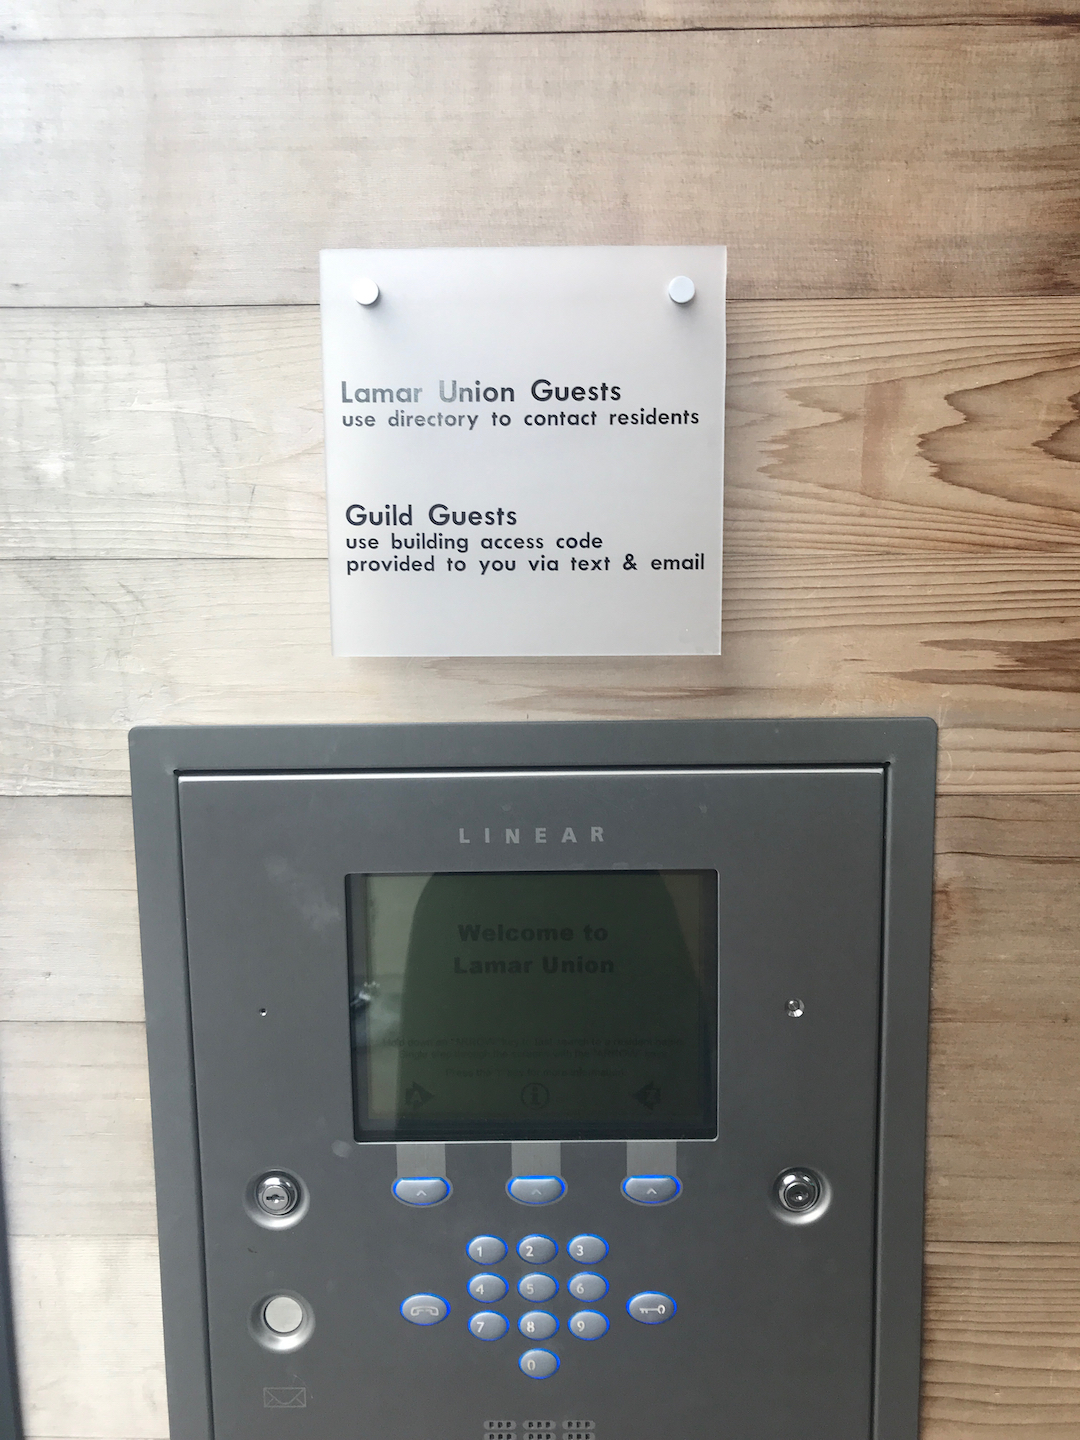 Lamar Union Guests
use directory to contact residents
Guild Guests
use building access code
provided to you via text & email
LINEAR
Welcome to
Lamar Union
1 2 3
4 5 6
7 8 9
0